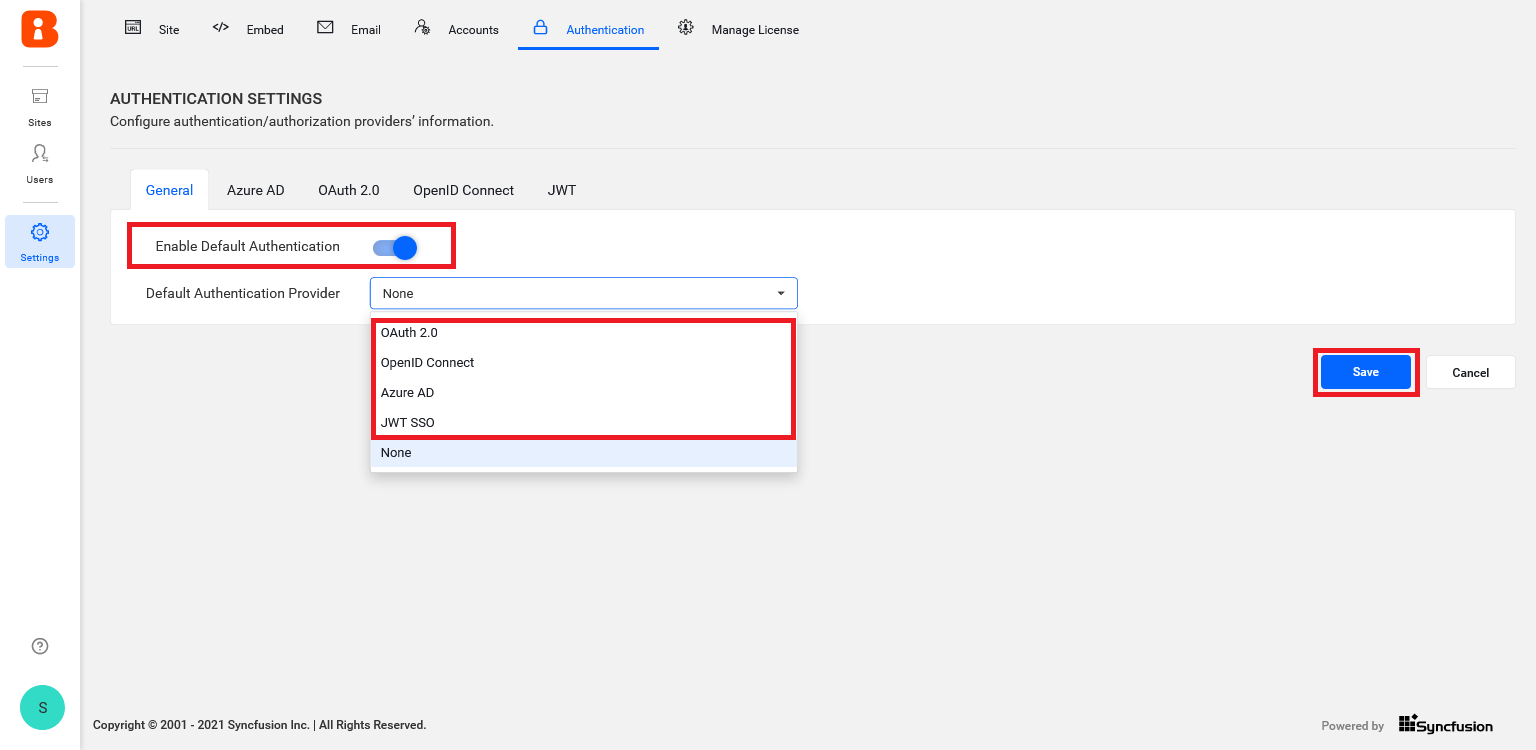 URL Site </> Embed Email Accounts Authentication Manage License
Sites
Users
Settings
AUTHENTICATION SETTINGS
Configure authentication/authorization providers’ information.
General Azure AD OAuth 2.0 OpenID Connect JWT
Enable Default Authentication
Default Authentication Provider None
OAuth 2.0
OpenID Connect
Azure AD
JWT SSO
None
Save Cancel
?
S
Copyright © 2001 - 2021 Syncfusion Inc. | All Rights Reserved.
Powered by Syncfusion